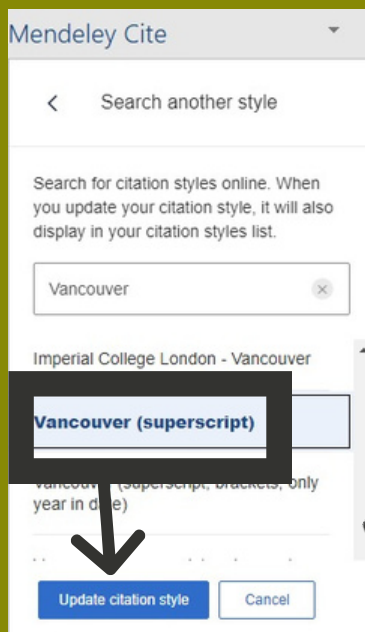 Mendeley Cite
Search another style
Search for citation styles online. When
you update your citation style, it will also
display in your citation styles list.
Vancouver
Imperial College London - Vancouver
Vancouver (superscript)
Vancouver (superscript, brackets, only
year in date)
Update citation style
Cancel